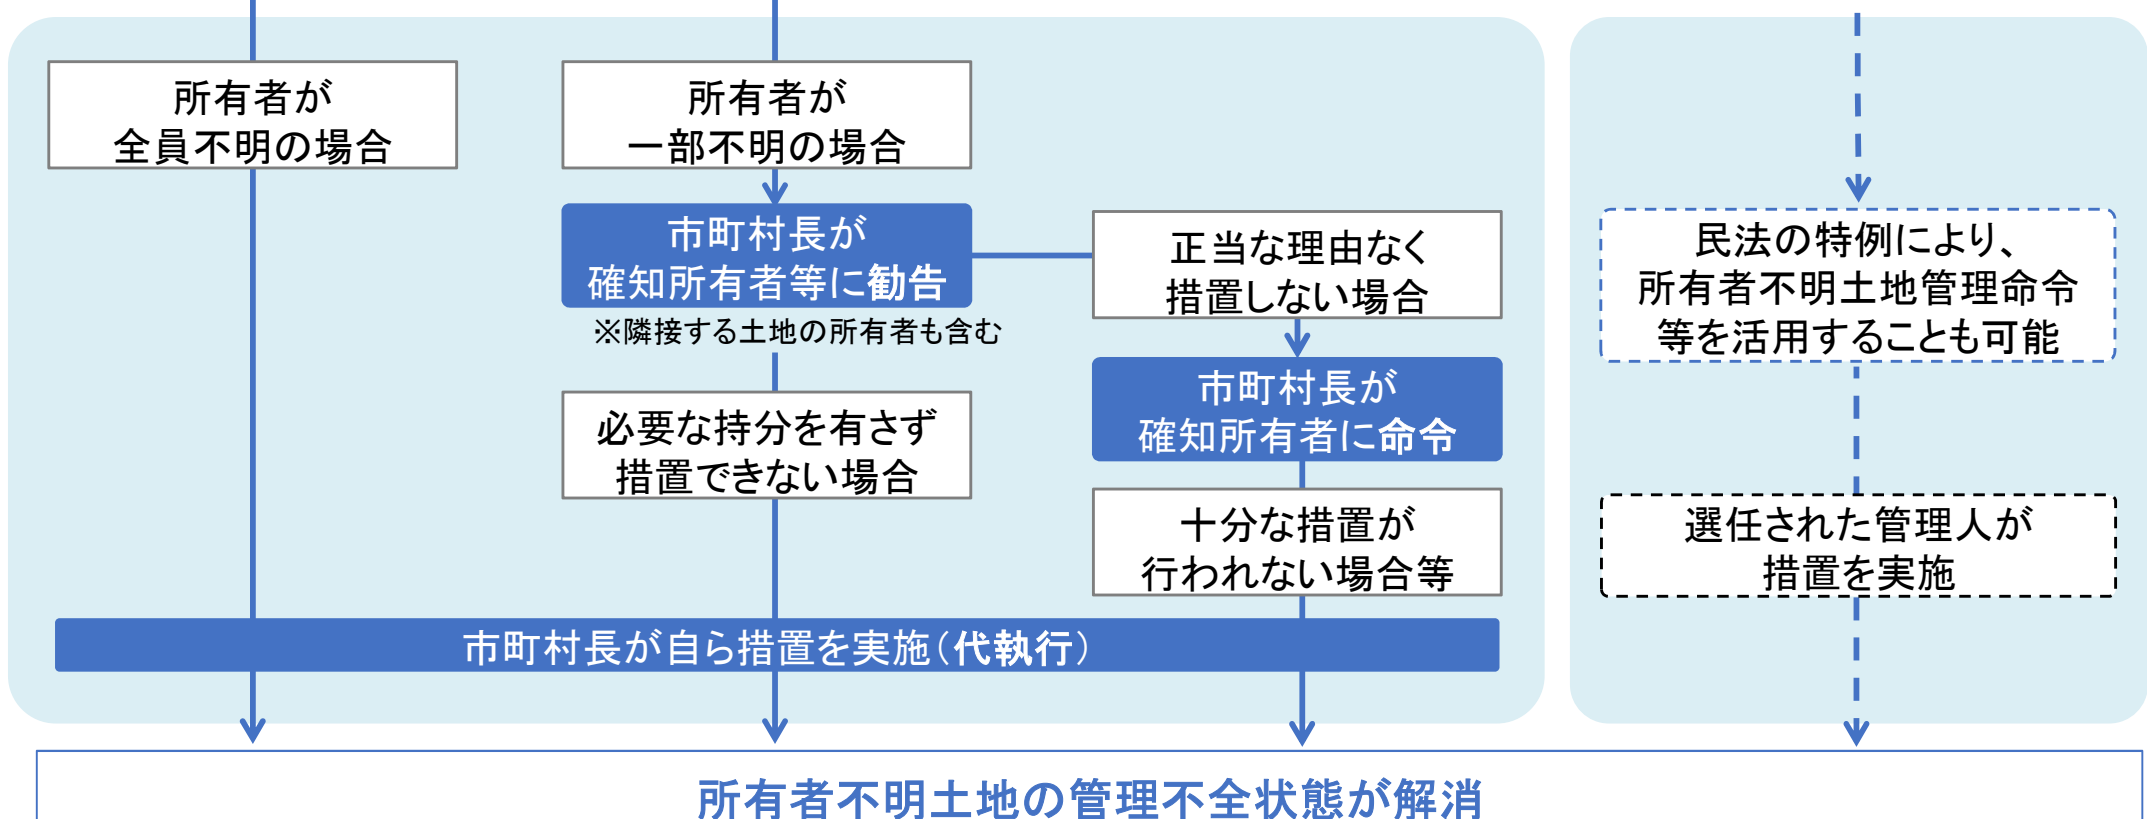 所有者が
全員不明の場合
所有者が
一部不明の場合
市町村長が
確知所有者等に勧告
※隣接する土地の所有者も含む
正当な理由なく
措置しない場合
市町村長が
確知所有者に命令
必要な持分を有さず
措置できない場合
十分な措置が
行われない場合等
市町村長が自ら措置を実施(代執行)
民法の特例により、
所有者不明土地管理命令
等を活用することも可能
選任された管理人が
措置を実施
所有者不明土地の管理不全状態が解消